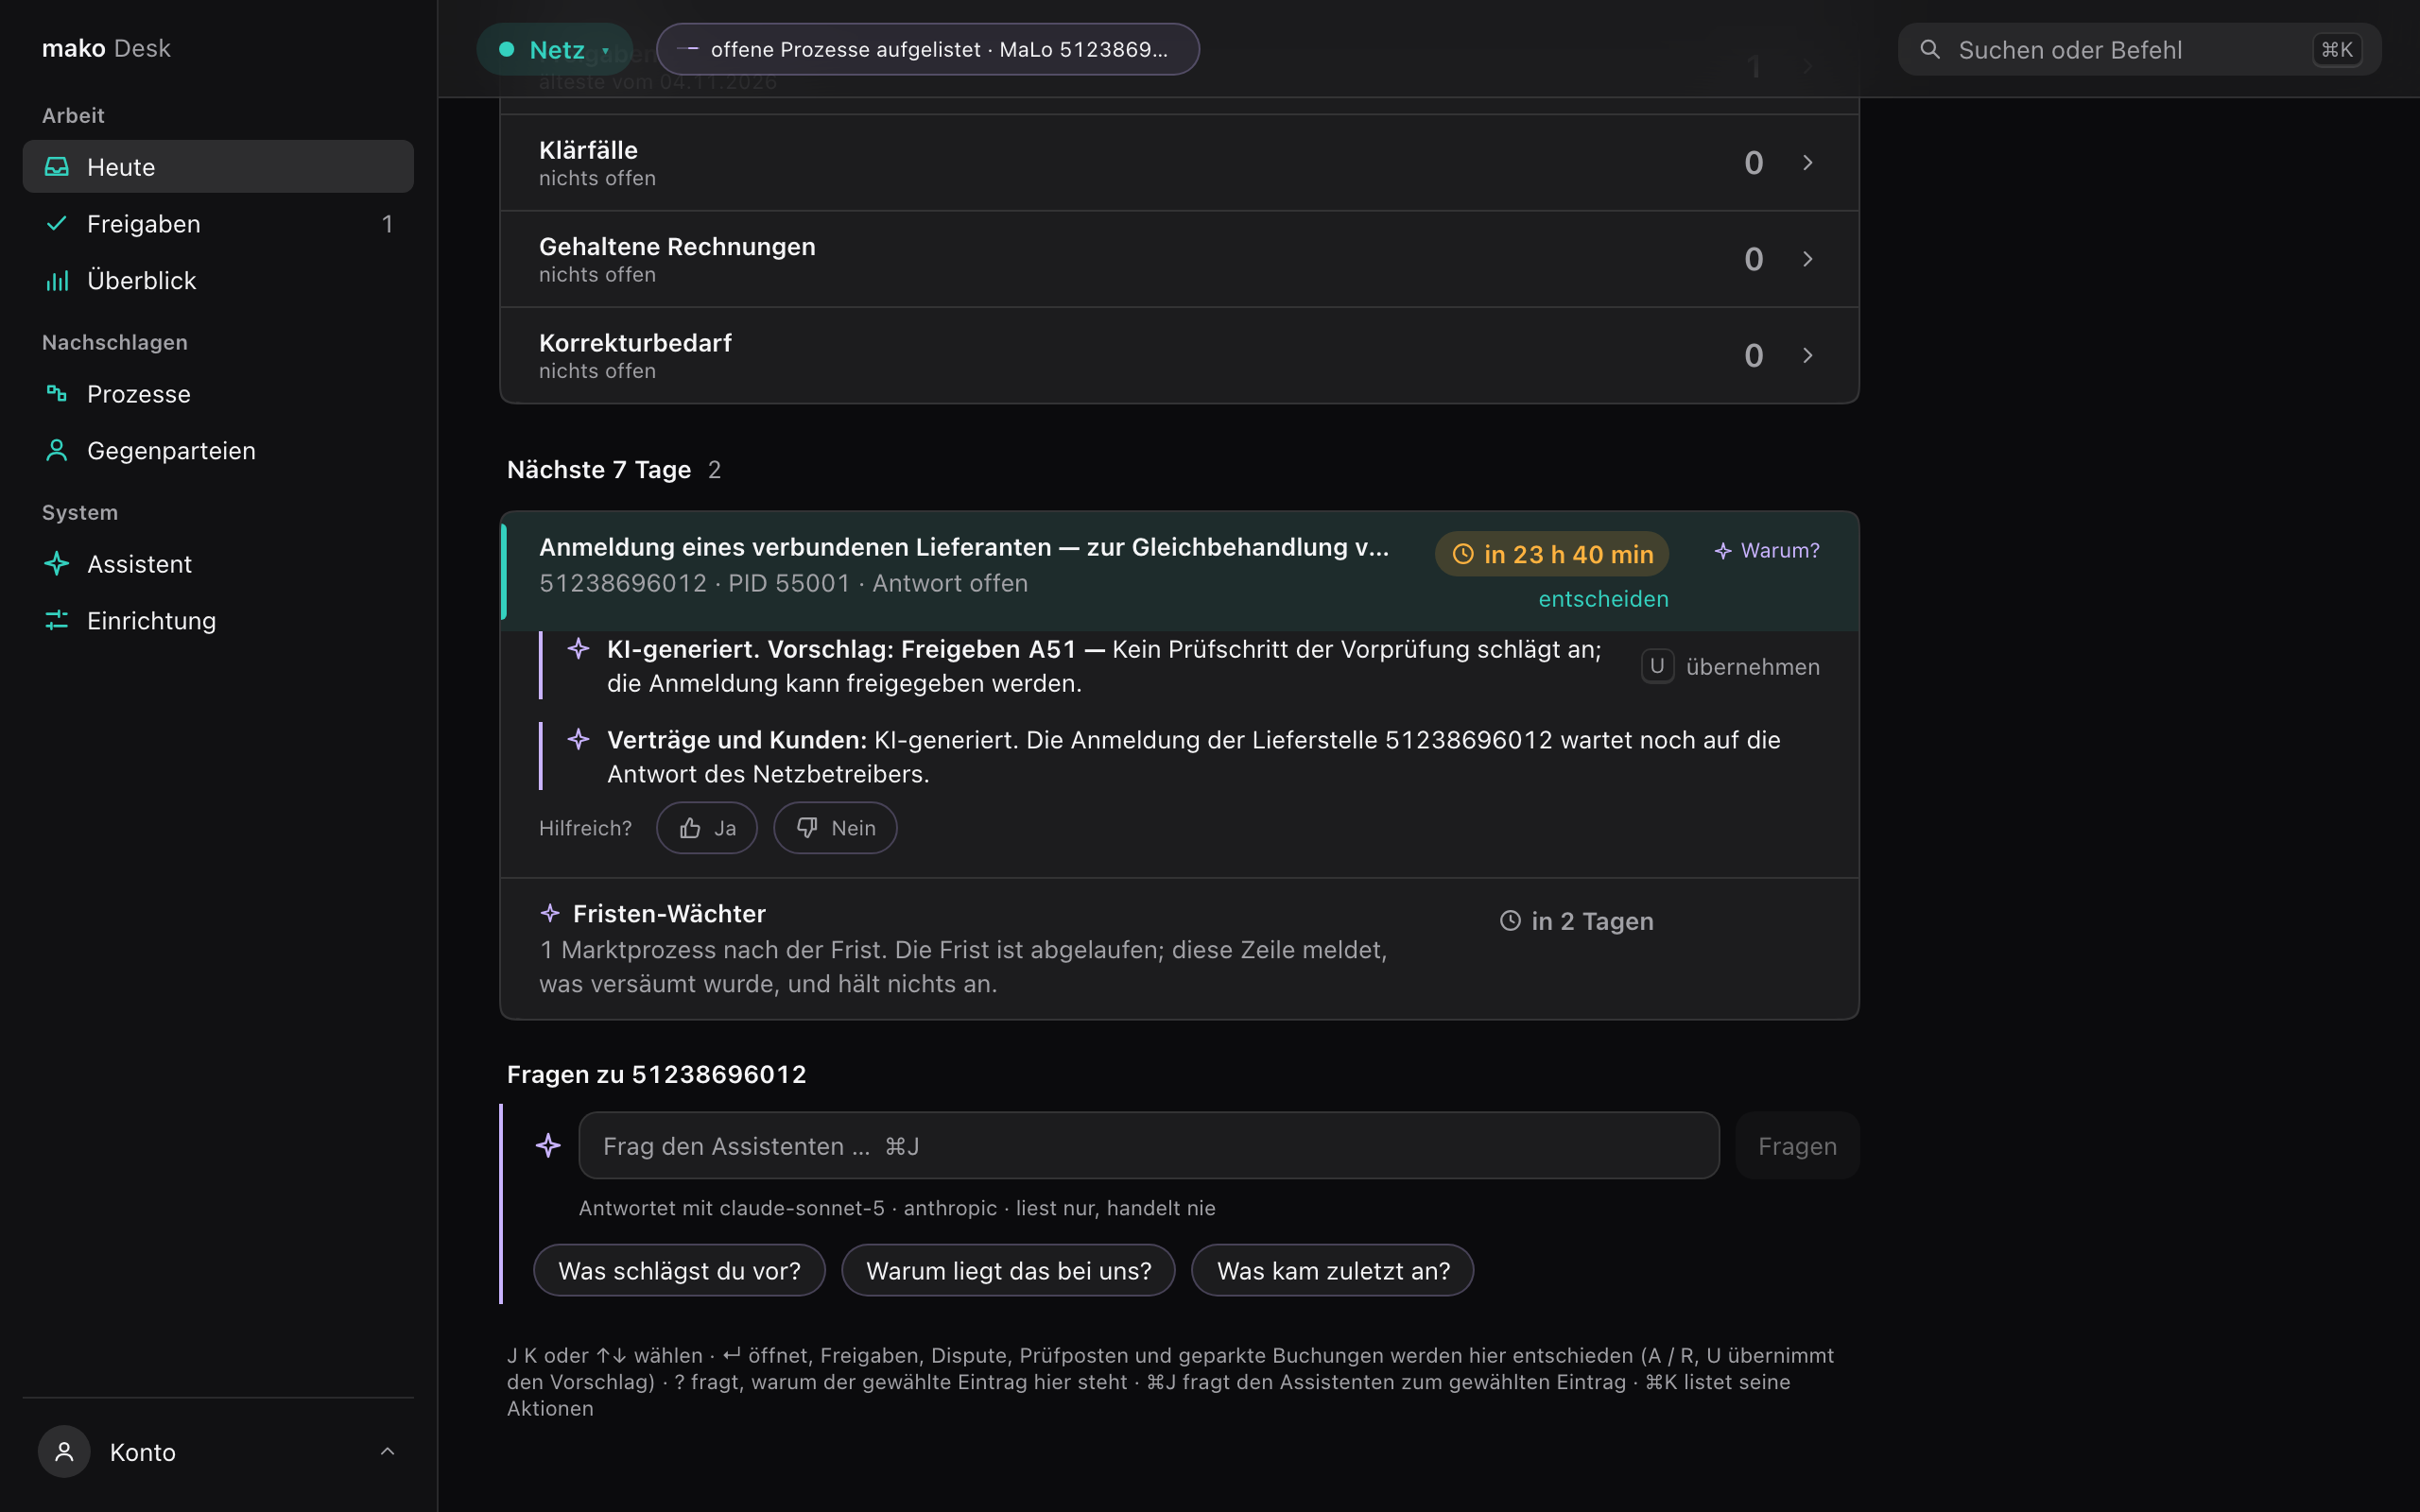 mako Desk
Arbeit
Heute
Freigaben 1
Überblick
Nachschlagen
Prozesse
Gegenparteien
System
Assistent
Einrichtung
Konto
Netz
offene Prozesse aufgelistet · MaLo 5123869...
Suchen oder Befehl ⌘K
älteste vom 04.11.2026
1
Klärfälle
nichts offen
0
Gehaltene Rechnungen
nichts offen
0
Korrekturbedarf
nichts offen
0
Nächste 7 Tage 2
Anmeldung eines verbundenen Lieferanten — zur Gleichbehandlung v...
51238696012 · PID 55001 · Antwort offen
in 23 h 40 min
entscheiden
Warum?
KI-generiert. Vorschlag: Freigeben A51 — Kein Prüfschritt der Vorprüfung schlägt an;
die Anmeldung kann freigegeben werden.
U übernehmen
Verträge und Kunden: KI-generiert. Die Anmeldung der Lieferstelle 51238696012 wartet noch auf die
Antwort des Netzbetreibers.
Hilfreich? Ja Nein
Fristen-Wächter
1 Marktprozess nach der Frist. Die Frist ist abgelaufen; diese Zeile meldet,
was versäumt wurde, und hält nichts an.
in 2 Tagen
Fragen zu 51238696012
Frag den Assistenten ... ⌘J
Fragen
Antwortet mit claude-sonnet-5 · anthropic · liest nur, handelt nie
Was schlägst du vor?
Warum liegt das bei uns?
Was kam zuletzt an?
J K oder ↑↓ wählen · ↵ öffnet, Freigaben, Dispute, Prüfposten und geparkte Buchungen werden hier entschieden (A / R, U übernimmt
den Vorschlag) · ? fragt, warum der gewählte Eintrag hier steht · ⌘J fragt den Assistenten zum gewählten Eintrag · ⌘K listet seine
Aktionen